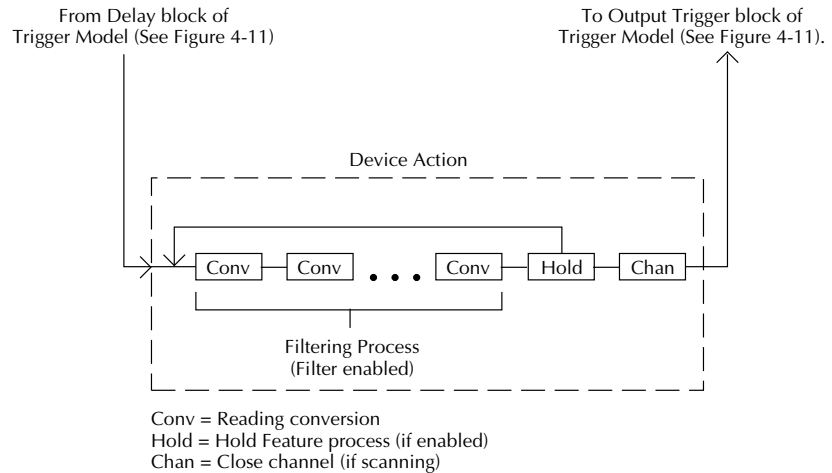 From Delay block of
Trigger Model (See Figure 4-11)
To Output Trigger block of
Trigger Model (See Figure 4-11).
Device Action
Conv
Conv
Conv
Hold
Chan
Filtering Process
(Filter enabled)
Conv = Reading conversion
Hold = Hold Feature process (if enabled)
Chan = Close channel (if scanning)